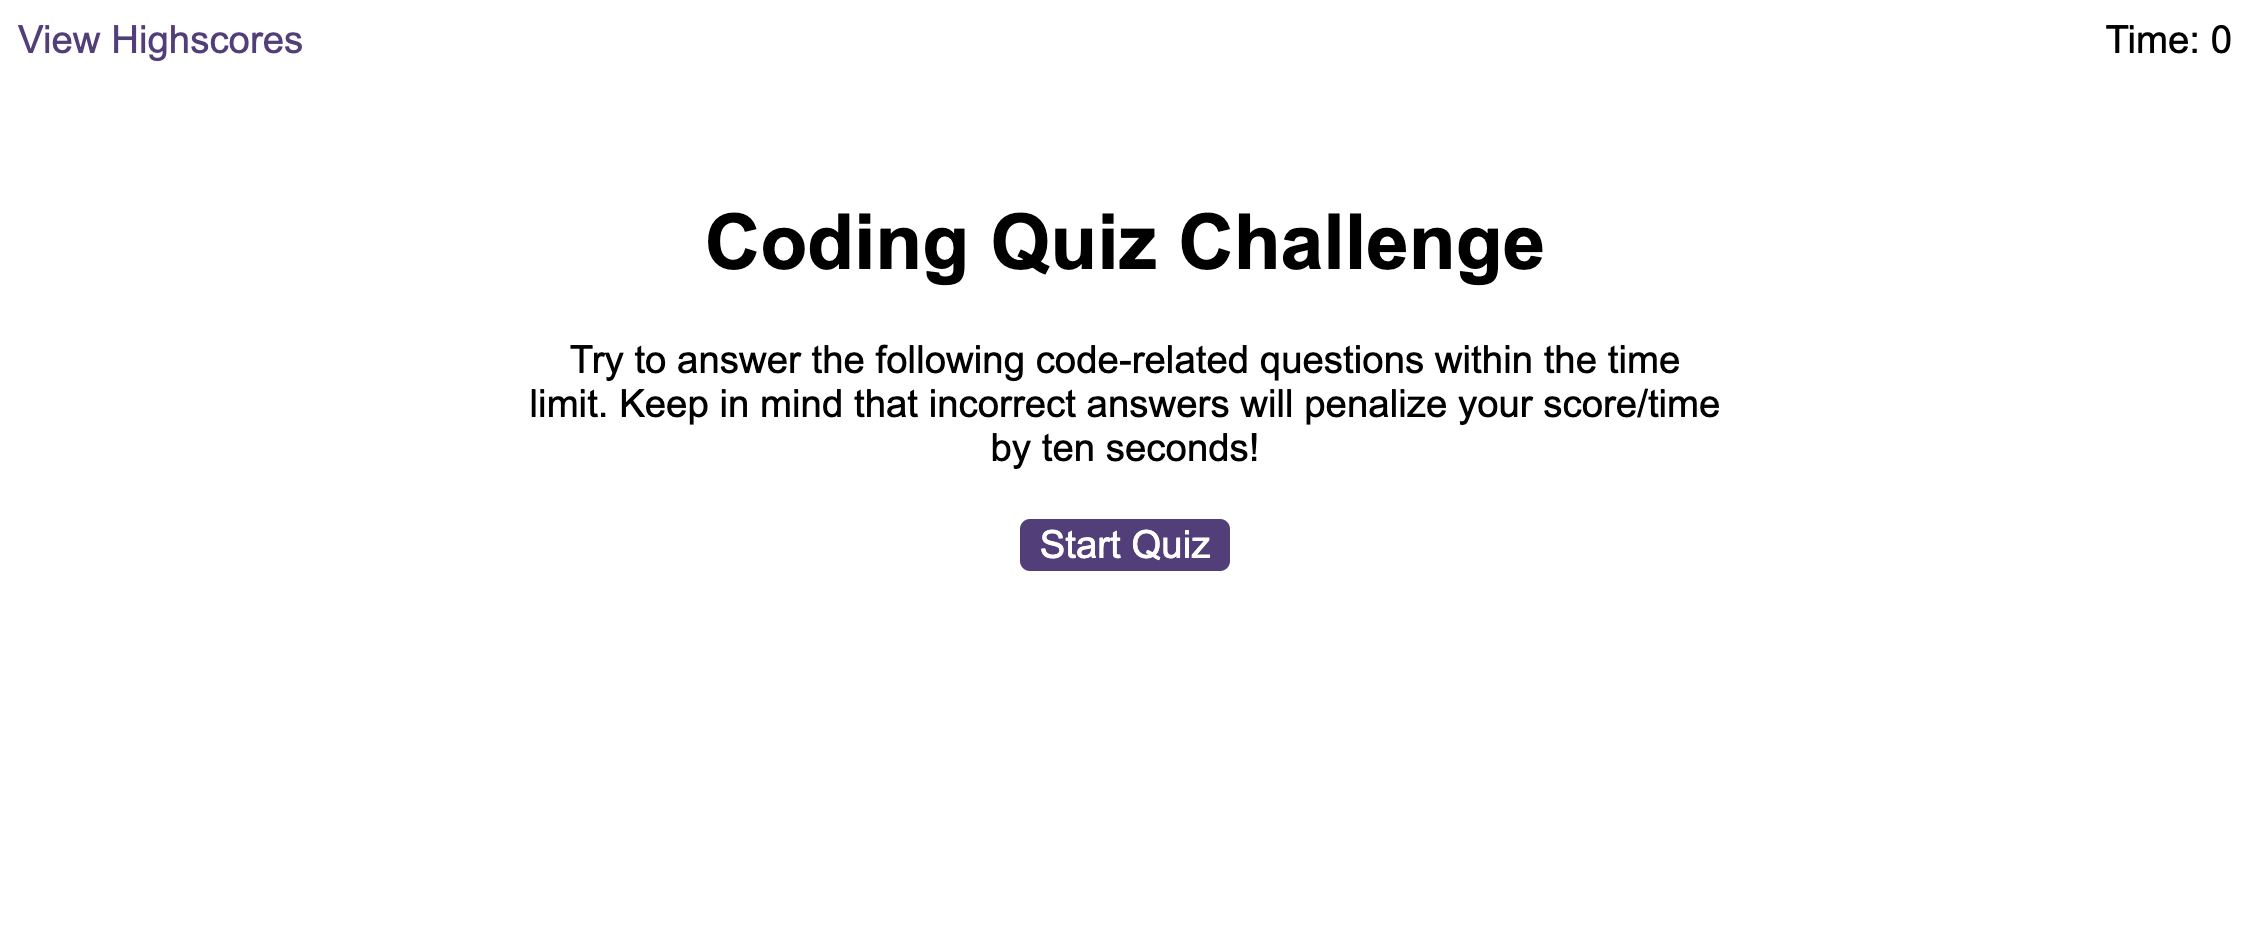 View Highscores
Time: 0
Coding Quiz Challenge
Try to answer the following code-related questions within the time
limit. Keep in mind that incorrect answers will penalize your score/time
by ten seconds!
Start Quiz